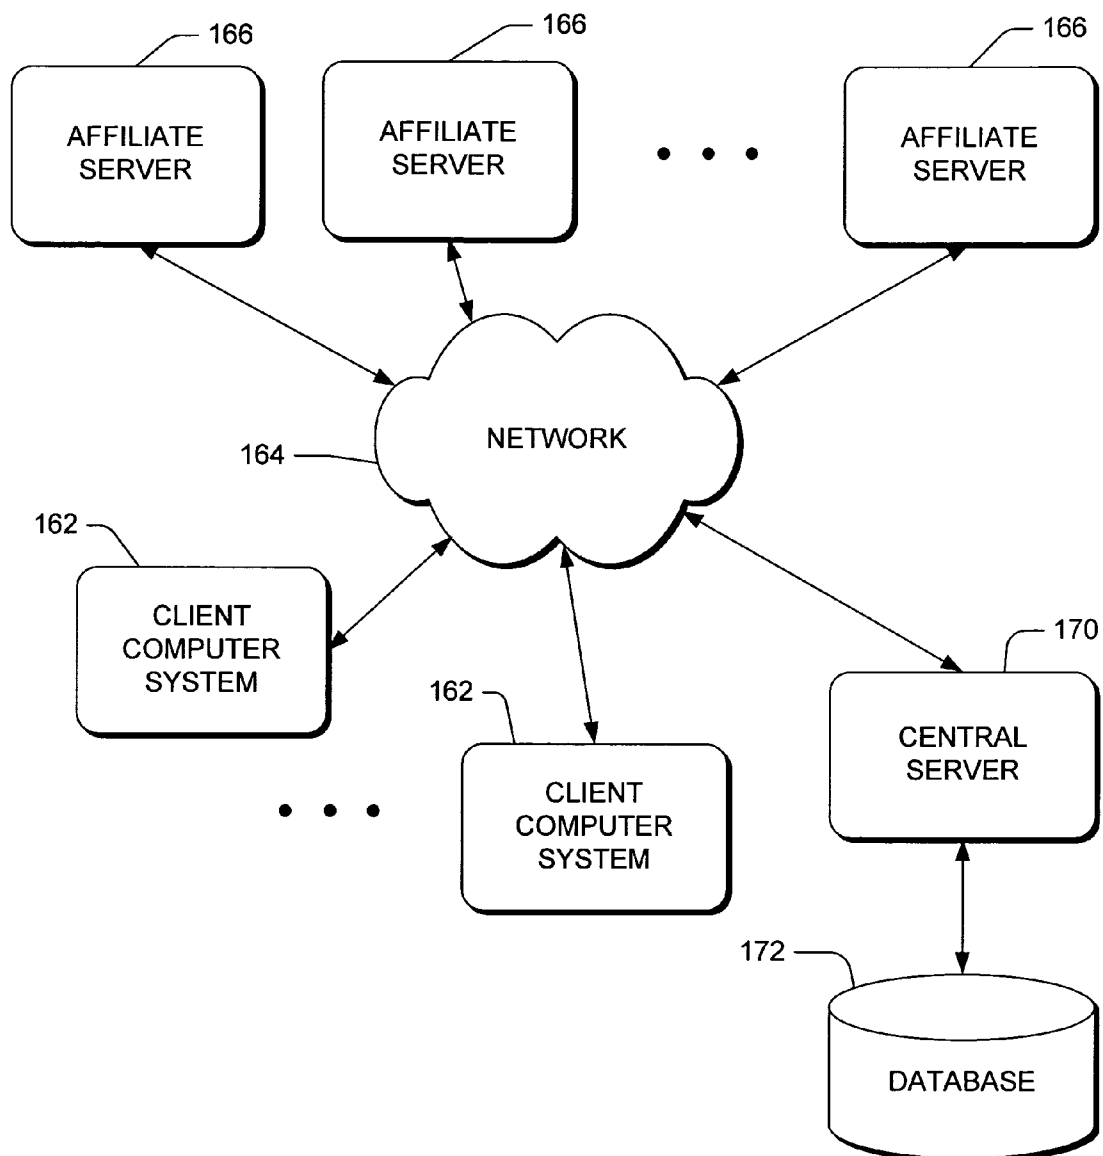 166
166
166
AFFILIATE
SERVER
AFFILIATE
SERVER
AFFILIATE
SERVER
NETWORK
164
162
CLIENT
COMPUTER
SYSTEM
162
CLIENT
COMPUTER
SYSTEM
170
CENTRAL
SERVER
172
DATABASE